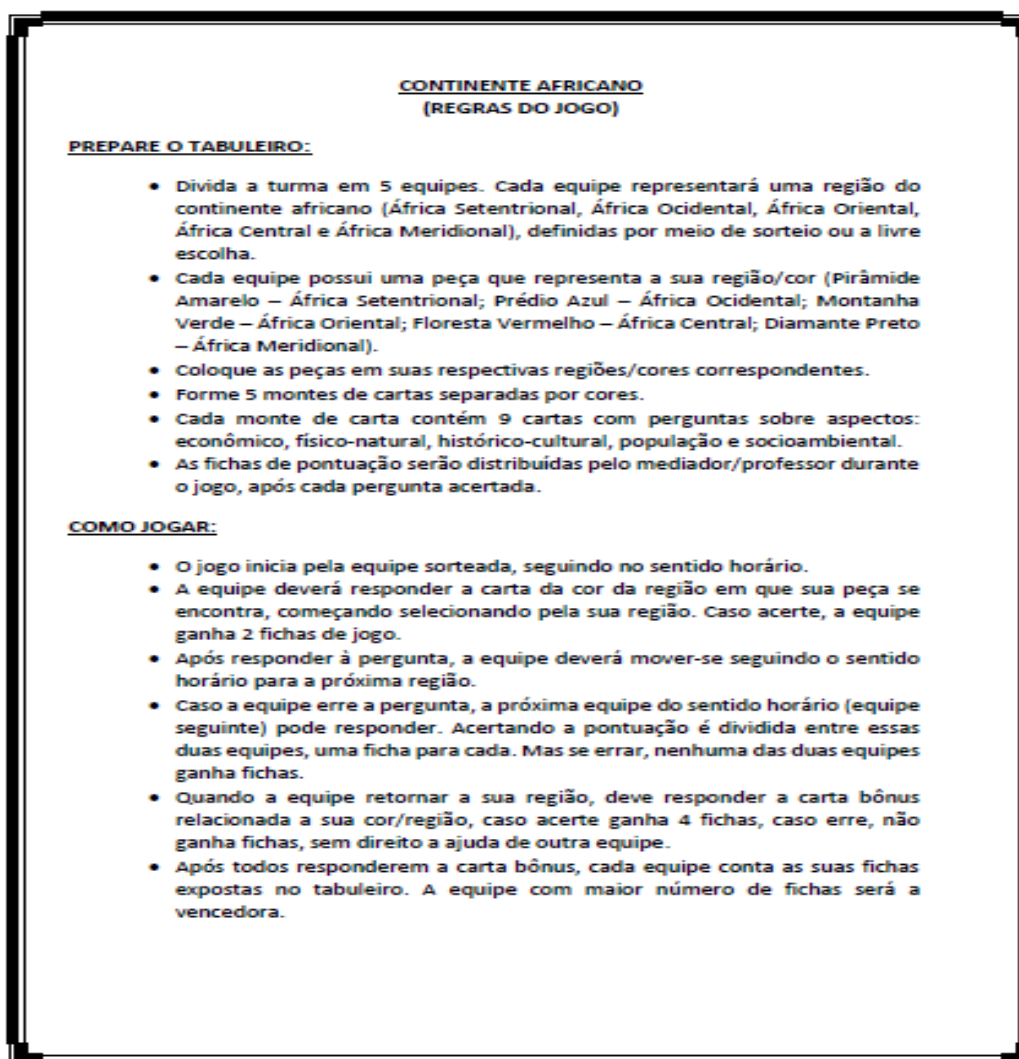 CONTINENTE AFRICANO
(REGRAS DO JOGO)
PREPARE O TABULEIRO:
• Divida a turma em 5 equipes. Cada equipe representará uma região do
continente africano (África Setentrional, África Ocidental, África Oriental,
África Central e África Meridional), definidas por meio de sorteio ou a livre
escolha.
• Cada equipe possui uma peça que representa a sua região/cor (Pirâmide
Amarelo – África Setentrional; Prédio Azul – África Ocidental; Montanha
Verde – África Oriental; Floresta Vermelho – África Central; Diamante Preto
– África Meridional).
• Coloque as peças em suas respectivas regiões/cores correspondentes.
• Forme 5 montes de cartas separadas por cores.
• Cada monte de carta contém 9 cartas com perguntas sobre aspectos:
econômico, físico-natural, histórico-cultural, população e socioambiental.
• As fichas de pontuação serão distribuídas pelo mediador/professor durante
o jogo, após cada pergunta acertada.
COMO JOGAR:
• O jogo inicia pela equipe sorteada, seguindo no sentido horário.
• A equipe deverá responder a carta da cor da região em que sua peça se
encontra, começando selecionando pela sua região. Caso acerte, a equipe
ganha 2 fichas de jogo.
• Após responder à pergunta, a equipe deverá mover-se seguindo o sentido
horário para a próxima região.
• Caso a equipe erre a pergunta, a próxima equipe do sentido horário (equipe
seguinte) pode responder. Acertando a pontuação é dividida entre essas
duas equipes, uma ficha para cada. Mas se errar, nenhuma das duas equipes
ganha fichas.
• Quando a equipe retornar a sua região, deve responder a carta bônus
relacionada a sua cor/região, caso acerte ganha 4 fichas, caso erre, não
ganha fichas, sem direito a ajuda de outra equipe.
• Após todos responderem a carta bônus, cada equipe conta as suas fichas
expostas no tabuleiro. A equipe com maior número de fichas será a
vencedora.